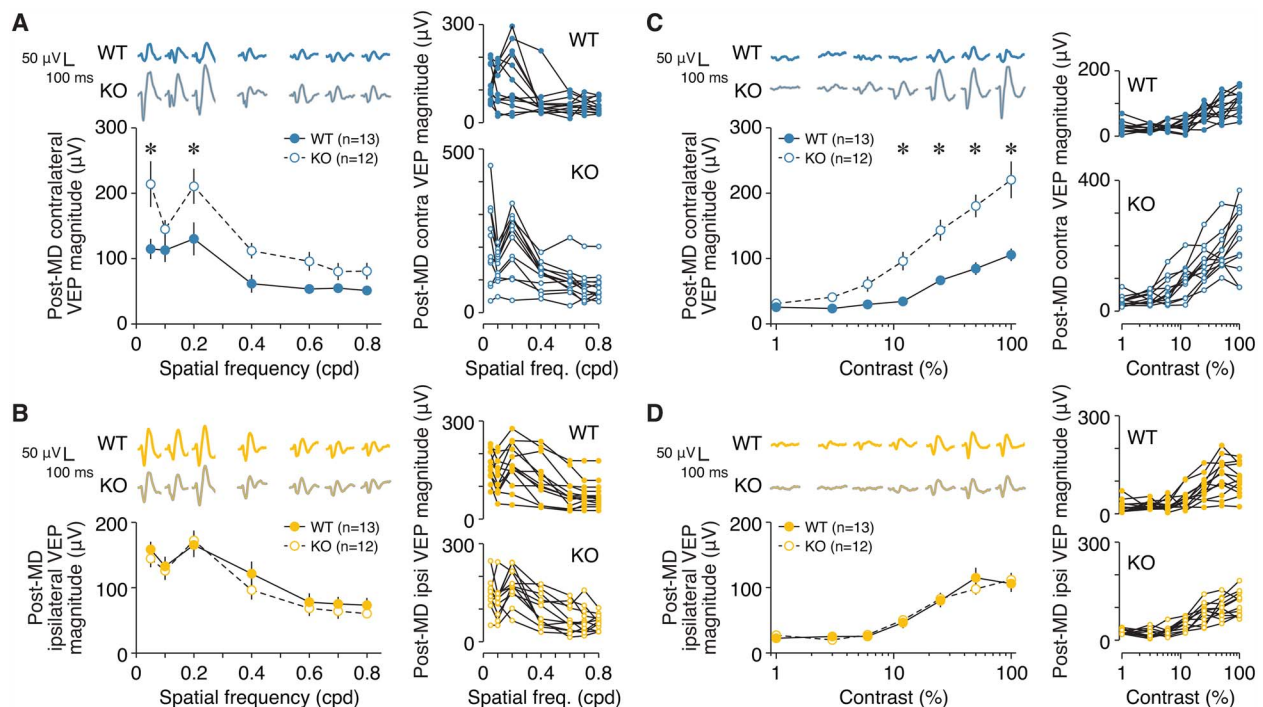 A
WT
50 µV
100 ms
KO
300
200
100
0
Post-MD contralateral
VEP magnitude (µV)
* *
WT (n=13)
KO (n=12)
0 0.2 0.4 0.6 0.8
Spatial frequency (cpd)
300
0
WT
500
0
KO
Post-MD contra VEP magnitude (µV)
0 0.2 0.4 0.6 0.8
Spatial freq. (cpd)
C
WT
50 µV
100 ms
KO
300
200
100
0
Post-MD contralateral
VEP magnitude (µV)
WT (n=13)
KO (n=12)
* * * *
1 10 100
Contrast (%)
200
0
WT
400
0
KO
Post-MD contra VEP magnitude (µV)
1 10 100
Contrast (%)
B
WT
50 µV
100 ms
KO
200
100
0
Post-MD
ipsilateral VEP
magnitude (µV)
WT (n=13)
KO (n=12)
0 0.2 0.4 0.6 0.8
Spatial frequency (cpd)
300
0
WT
300
0
KO
Post-MD ipsi VEP magnitude (µV)
0 0.2 0.4 0.6 0.8
Spatial freq. (cpd)
D
WT
50 µV
100 ms
KO
200
100
0
Post-MD
ipsilateral VEP
magnitude (µV)
WT (n=13)
KO (n=12)
1 10 100
Contrast (%)
300
0
WT
300
0
KO
Post-MD ipsi VEP magnitude (µV)
1 10 100
Contrast (%)